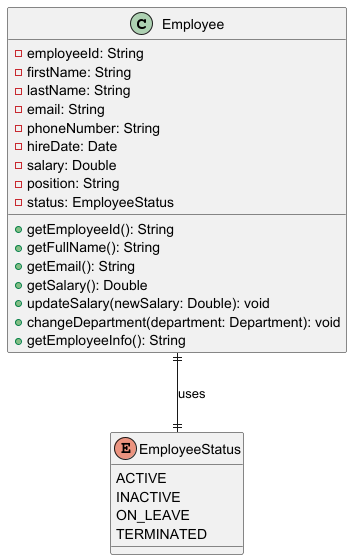 C Employee
employeeId: String
firstName: String
lastName: String
email: String
phoneNumber: String
hireDate: Date
salary: Double
position: String
status: EmployeeStatus
getEmployeeId(): String
getFullName(): String
getEmail(): String
getSalary(): Double
updateSalary(newSalary: Double): void
changeDepartment(department: Department): void
getEmployeeInfo(): String
uses
E EmployeeStatus
ACTIVE
INACTIVE
ON_LEAVE
TERMINATED